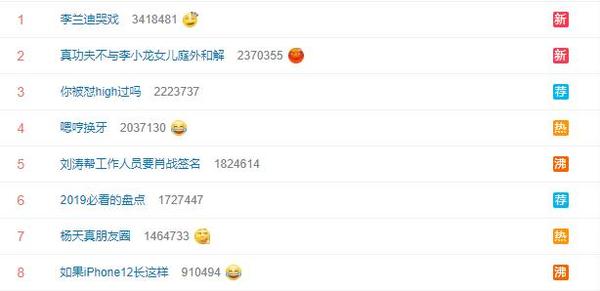 1 李兰迪哭戏 3418481 新
2 真功夫不与李小龙女儿庭外和解 2370355 新
3 你被怼high过吗 2223737 荐
4 嗯哼换牙 2037130 热
5 刘涛帮工作人员要肖战签名 1824614 沸
6 2019必看的盘点 1727447 荐
7 杨天真朋友圈 1464733 热
8 如果iPhone12长这样 910494 沸